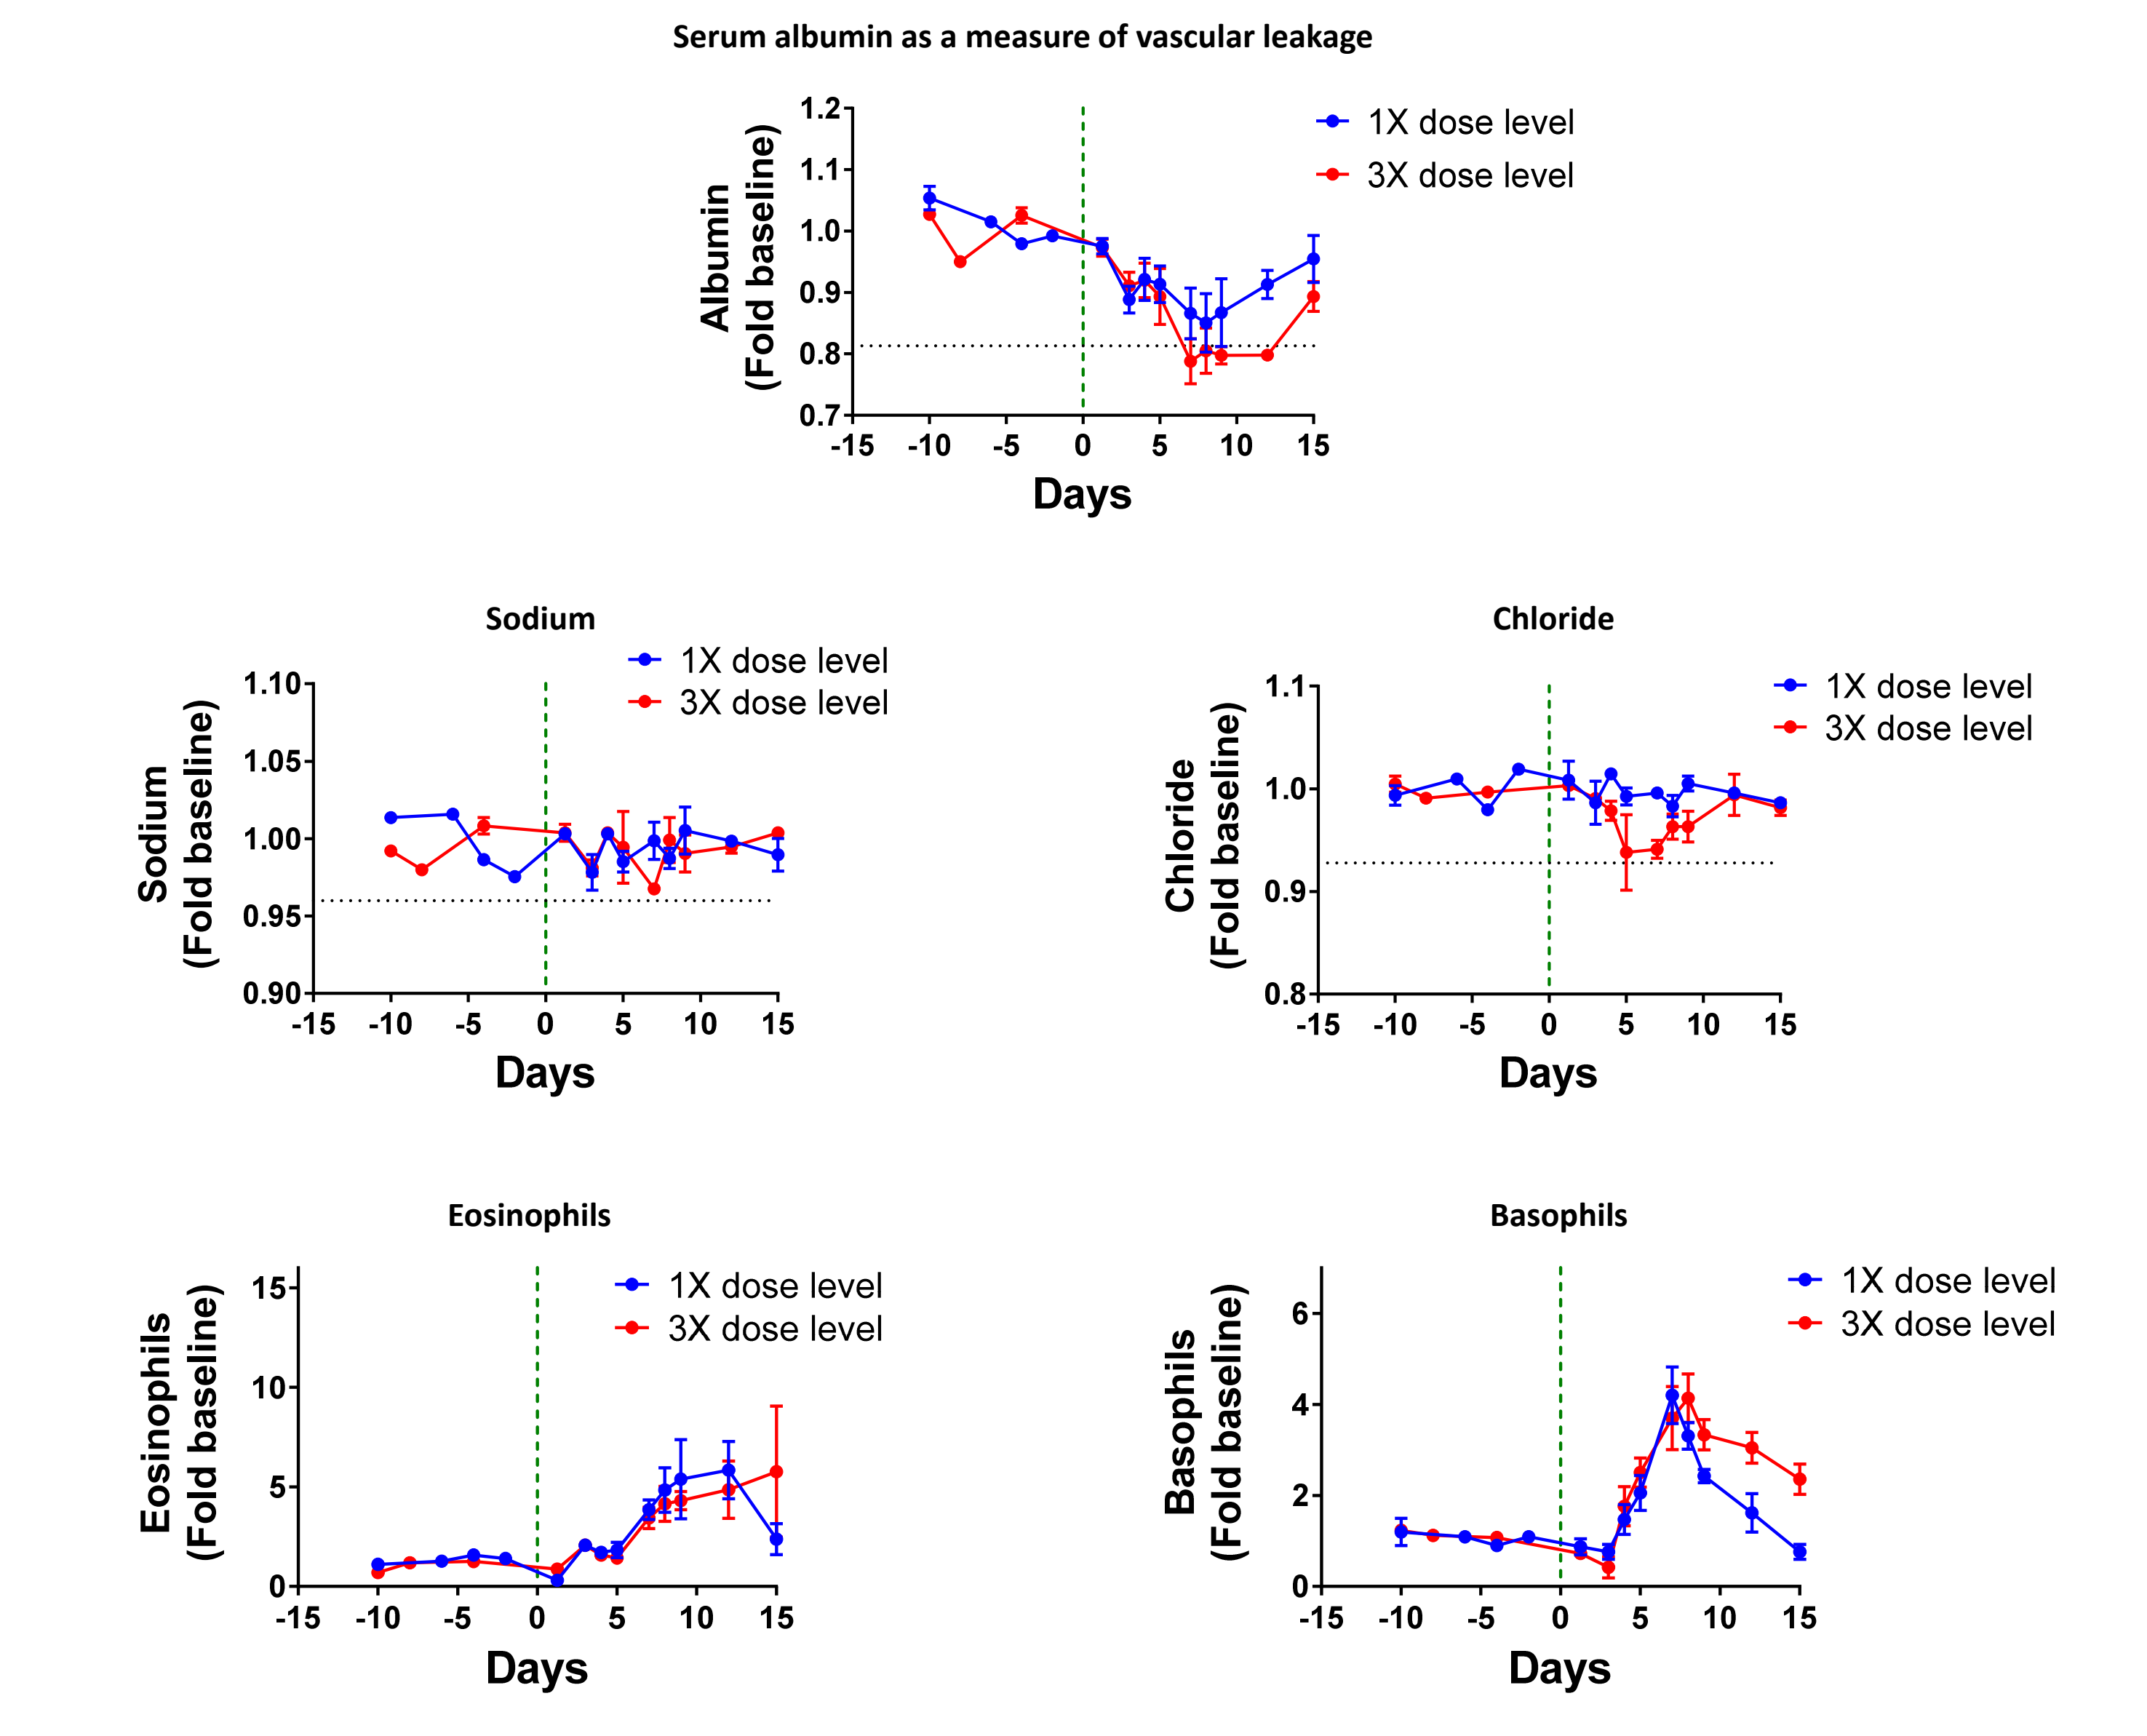 Serum albumin as a measure of vascular leakage
Albumin
(Fold baseline)
1.2
1.1
1.0
0.9
0.8
0.7
-15 -10 -5 0 5 10 15
Days
1X dose level
3X dose level
Sodium
Sodium
(Fold baseline)
1.10
1.05
1.00
0.95
0.90
-15 -10 -5 0 5 10 15
Days
1X dose level
3X dose level
Chloride
Chloride
(Fold baseline)
1.1
1.0
0.9
0.8
-15 -10 -5 0 5 10 15
Days
1X dose level
3X dose level
Eosinophils
Eosinophils
(Fold baseline)
15
10
5
0
-15 -10 -5 0 5 10 15
Days
1X dose level
3X dose level
Basophils
Basophils
(Fold baseline)
6
4
2
0
-15 -10 -5 0 5 10 15
Days
1X dose level
3X dose level